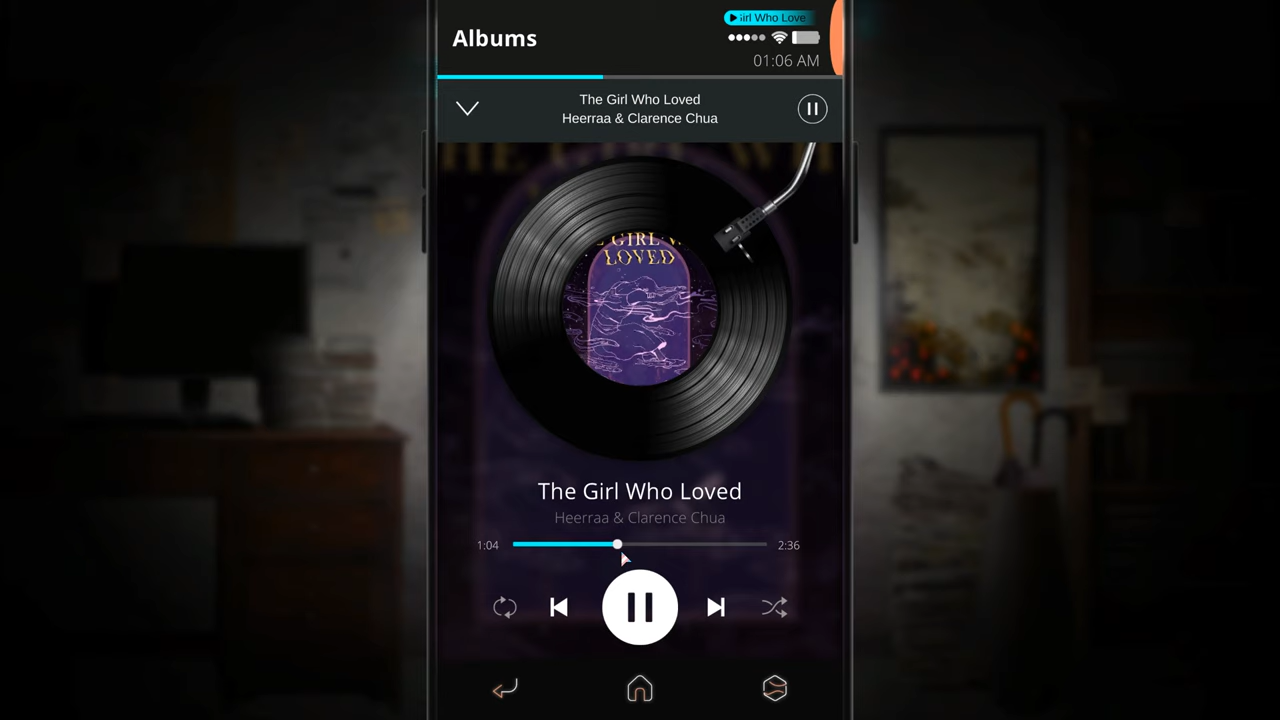 irl Who Love
Albums
01:06 AM
The Girl Who Loved
Heerraa & Clarence Chua
GIRL
LOVED
The Girl Who Loved
Heerraa & Clarence Chua
1:04
2:36